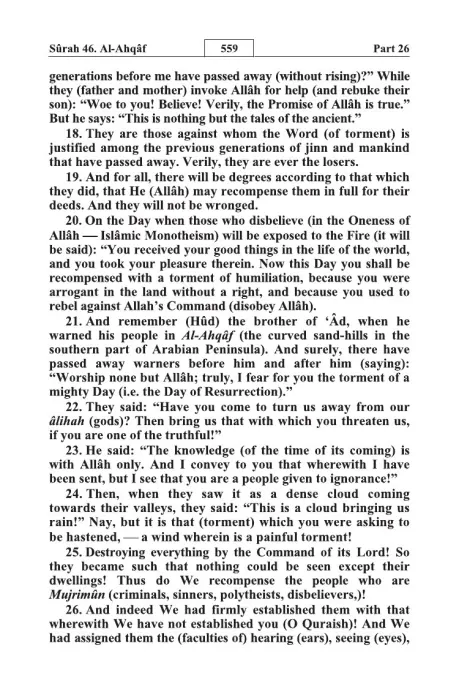 Sûrah 46. Al-Ahqâf 559 Part 26
generations before me have passed away (without rising)?” While
they (father and mother) invoke Allâh for help (and rebuke their
son): “Woe to you! Believe! Verily, the Promise of Allâh is true.”
But he says: “This is nothing but the tales of the ancient.”
18. They are those against whom the Word (of torment) is
justified among the previous generations of jinn and mankind
that have passed away. Verily, they are ever the losers.
19. And for all, there will be degrees according to that which
they did, that He (Allâh) may recompense them in full for their
deeds. And they will not be wronged.
20. On the Day when those who disbelieve (in the Oneness of
Allâh — Islâmic Monotheism) will be exposed to the Fire (it will
be said): “You received your good things in the life of the world,
and you took your pleasure therein. Now this Day you shall be
recompensed with a torment of humiliation, because you were
arrogant in the land without a right, and because you used to
rebel against Allah’s Command (disobey Allâh).
21. And remember (Hûd) the brother of ‘Âd, when he
warned his people in Al-Ahqâf (the curved sand-hills in the
southern part of Arabian Peninsula). And surely, there have
passed away warners before him and after him (saying):
“Worship none but Allâh; truly, I fear for you the torment of a
mighty Day (i.e. the Day of Resurrection).”
22. They said: “Have you come to turn us away from our
âlihah (gods)? Then bring us that with which you threaten us,
if you are one of the truthful!”
23. He said: “The knowledge (of the time of its coming) is
with Allâh only. And I convey to you that wherewith I have
been sent, but I see that you are a people given to ignorance!”
24. Then, when they saw it as a dense cloud coming
towards their valleys, they said: “This is a cloud bringing us
rain!” Nay, but it is that (torment) which you were asking to
be hastened, — a wind wherein is a painful torment!
25. Destroying everything by the Command of its Lord! So
they became such that nothing could be seen except their
dwellings! Thus do We recompense the people who are
Mujrimûn (criminals, sinners, polytheists, disbelievers,)!
26. And indeed We had firmly established them with that
wherewith We have not established you (O Quraish)! And We
had assigned them the (faculties of) hearing (ears), seeing (eyes),